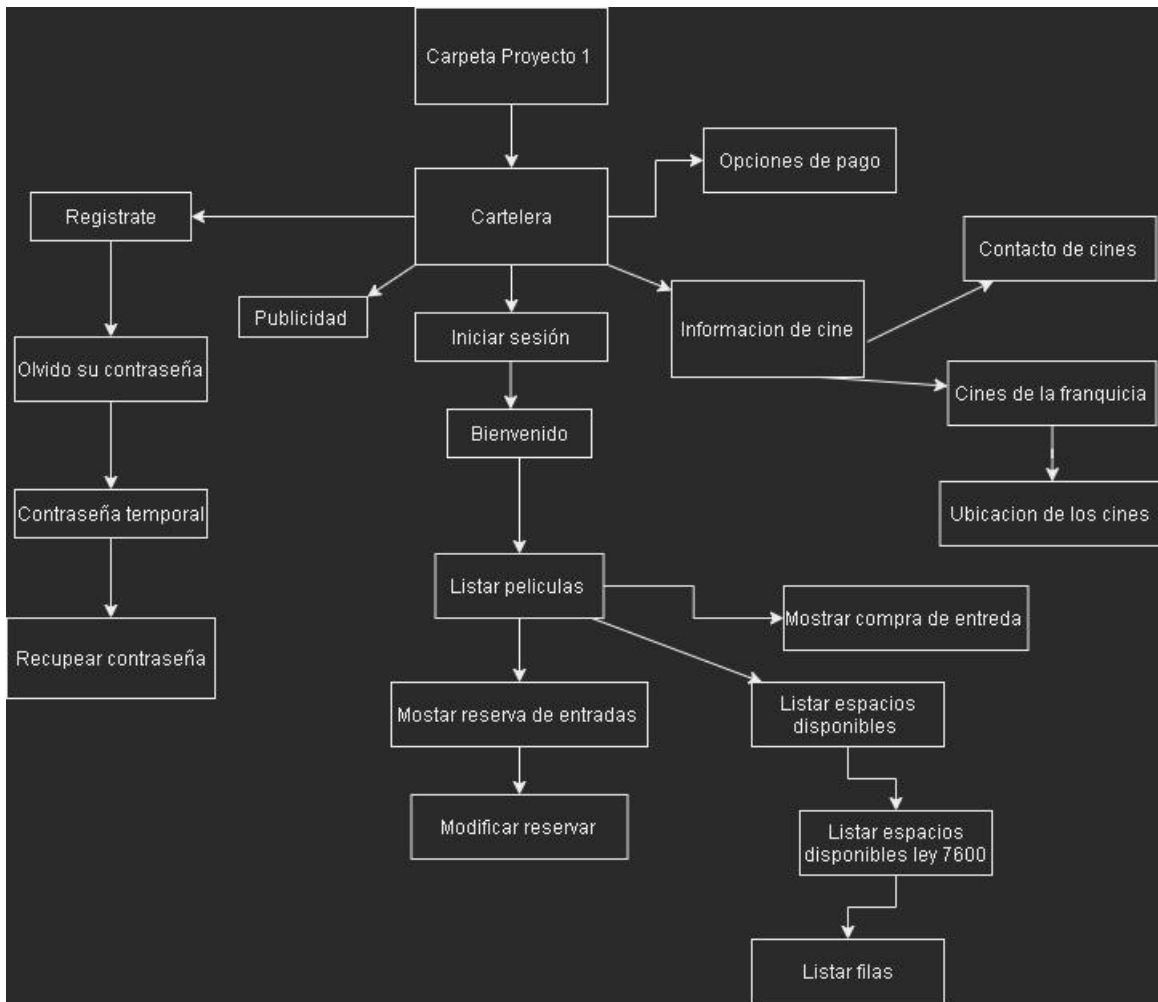 Carpeta Proyecto 1
Opciones de pago
Registrate
Cartelera
Contacto de cines
Publicidad
Iniciar sesión
Informacion de cine
Olvido su contraseña
Cines de la franquicia
Bienvenido
Contraseña temporal
Ubicacion de los cines
Listar peliculas
Mostrar compra de entreda
Recupear contraseña
Mostar reserva de entradas
Listar espacios
disponibles
Modificar reservar
Listar espacios
disponibles ley 7600
Listar filas